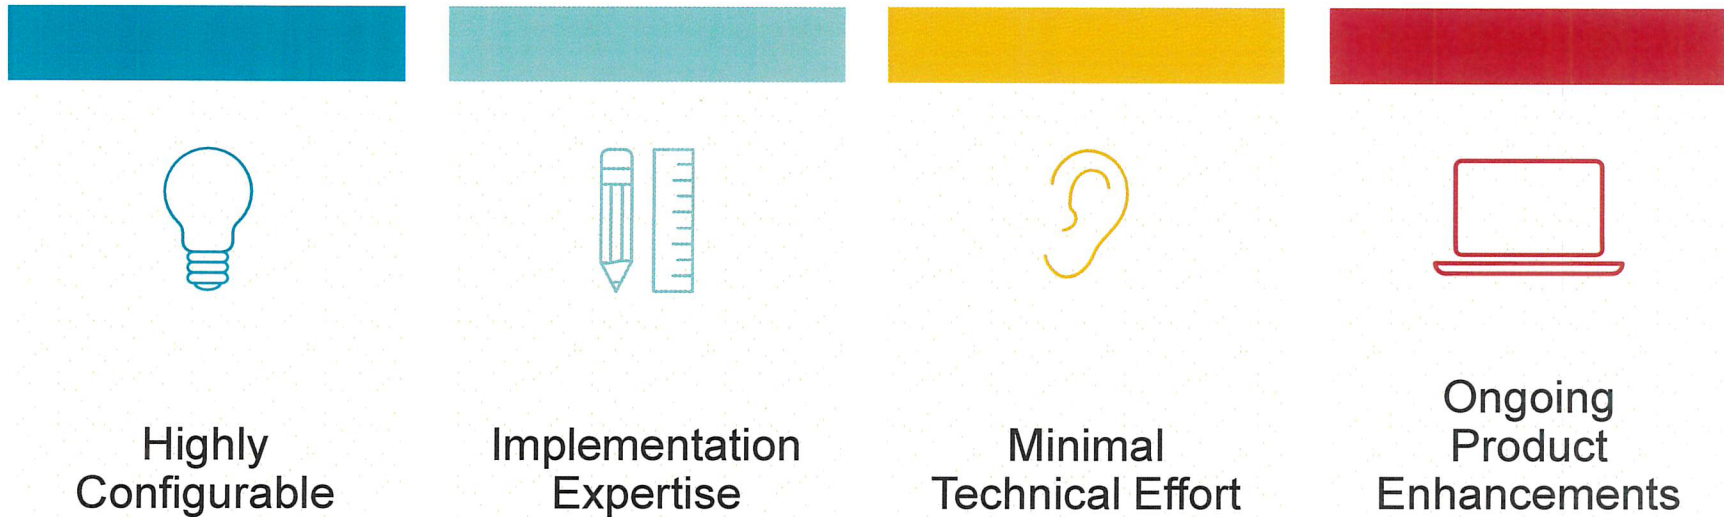 Highly
Configurable
Implementation
Expertise
Minimal
Technical Effort
Ongoing
Product
Enhancements